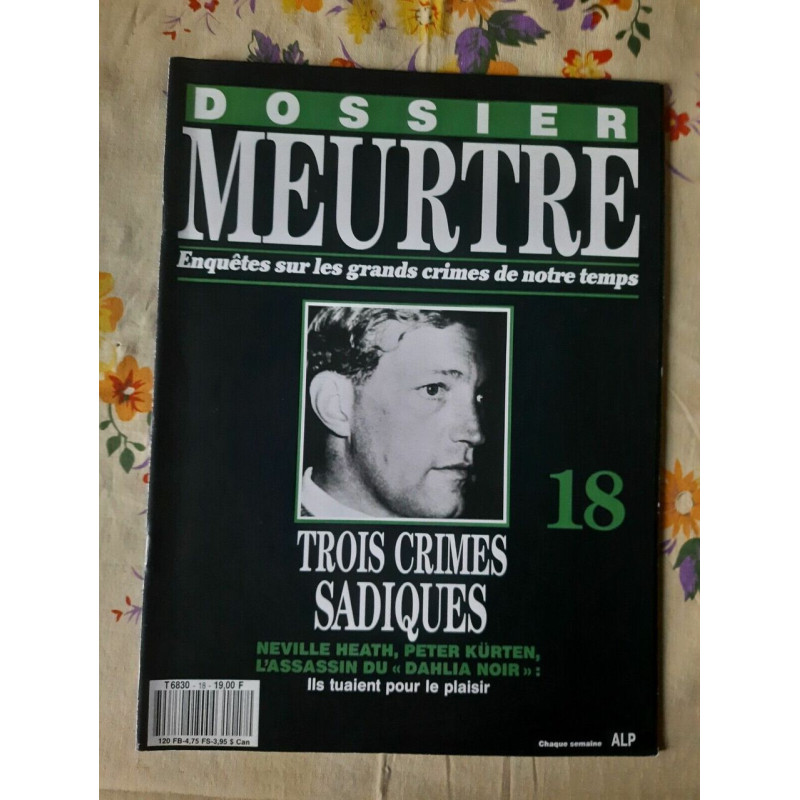 DOSSIER
MEURTRE
Enquêtes sur les grands crimes de notre temps
18
TROIS CRIMES
SADIQUES
NEVILLE HEATH, PETER KÜRTEN,
L'ASSASSIN DU « DAHLIA NOIR » :
Ils tuaient pour le plaisir
T6830 - 18 - 19,00 F
120 FB-4,75 FS-3,95 $ Can
Chaque semaine ALP